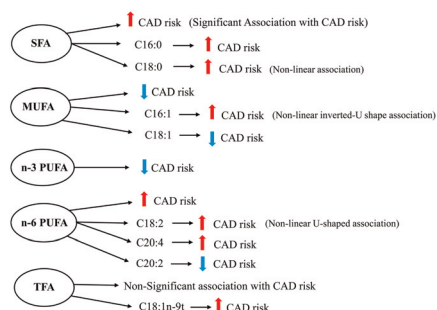 SFA
CAD risk (Significant Association with CAD risk)
C16:0 CAD risk
C18:0 CAD risk (Non-linear association)
MUFA
CAD risk
C16:1 CAD risk (Non-linear inverted-U shape association)
C18:1 CAD risk
n-3 PUFA CAD risk
n-6 PUFA
CAD risk
C18:2 CAD risk (Non-linear U-shaped association)
C20:4 CAD risk
C20:2 CAD risk
TFA
Non-Significant association with CAD risk
C18:1n-9t CAD risk